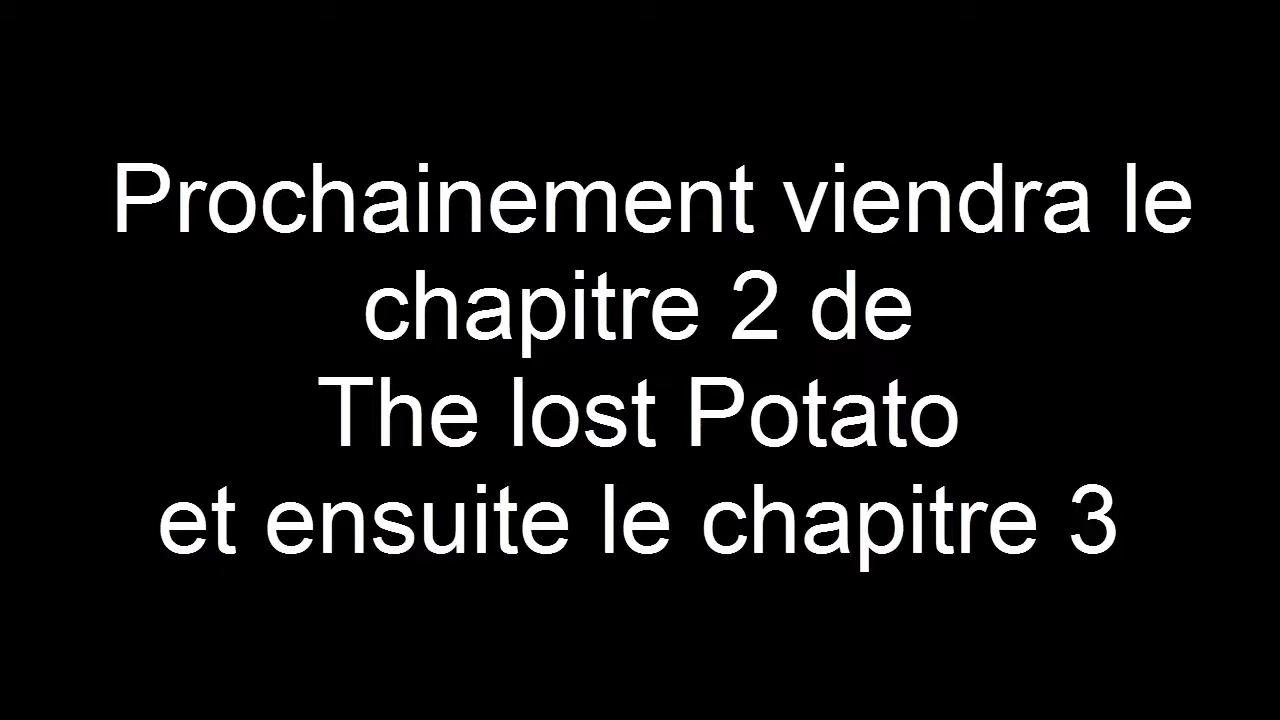 Prochainement viendra le
chapitre 2 de
The lost Potato
et ensuite le chapitre 3